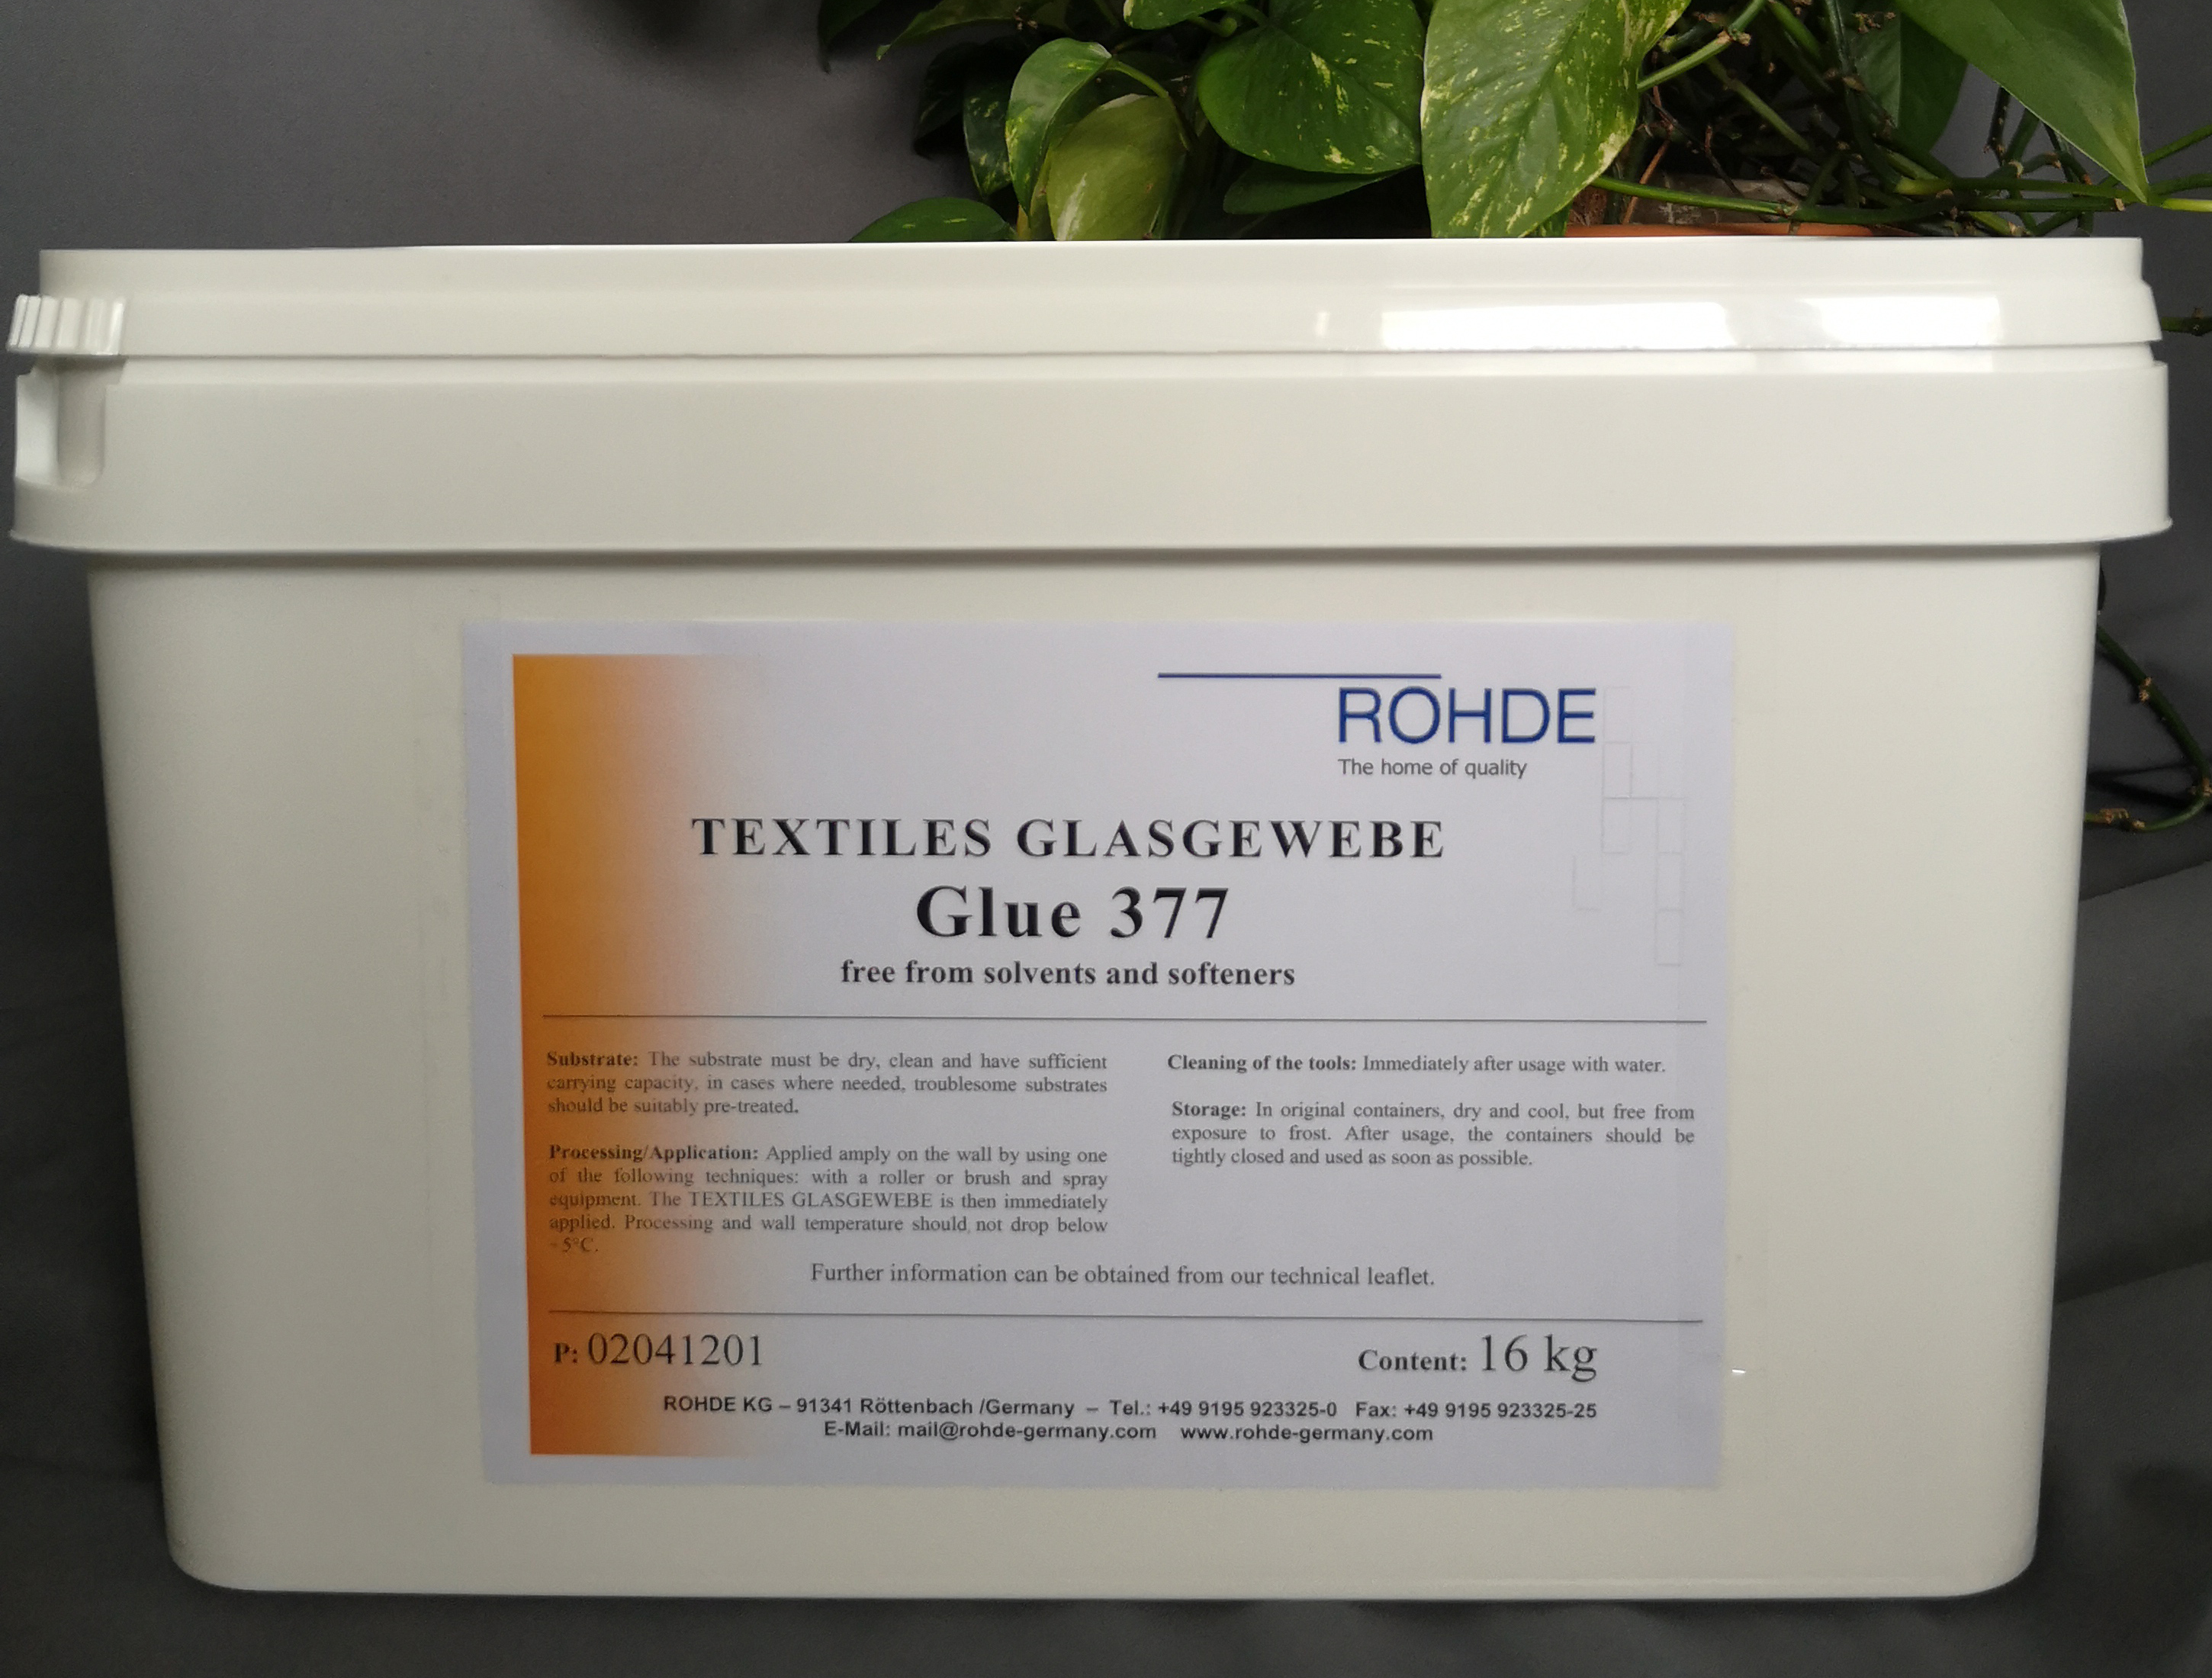 ROHDE
The home of quality
TEXTILES GLASGEWEBE
Glue 377
free from solvents and softeners
Substrate: The substrate must be dry, clean and have sufficient
carrying capacity, in cases where needed, troublesome substrates
should be suitably pre-treated.
Processing/Application: Applied amply on the wall by using one
of the following techniques: with a roller or brush and spray
equipment. The TEXTILES GLASGEWEBE is then immediately
applied. Processing and wall temperature should not drop below
5°C.
Cleaning of the tools: Immediately after usage with water.
Storage: In original containers, dry and cool, but free from
exposure to frost. After usage, the containers should be
tightly closed and used as soon as possible.
Further information can be obtained from our technical leaflet.
P: 02041201
Content: 16 kg
ROHDE KG – 91341 Röttenbach /Germany – Tel.: +49 9195 923325-0 Fax: +49 9195 923325-25
E-Mail: mail@rohde-germany.com www.rohde-germany.com